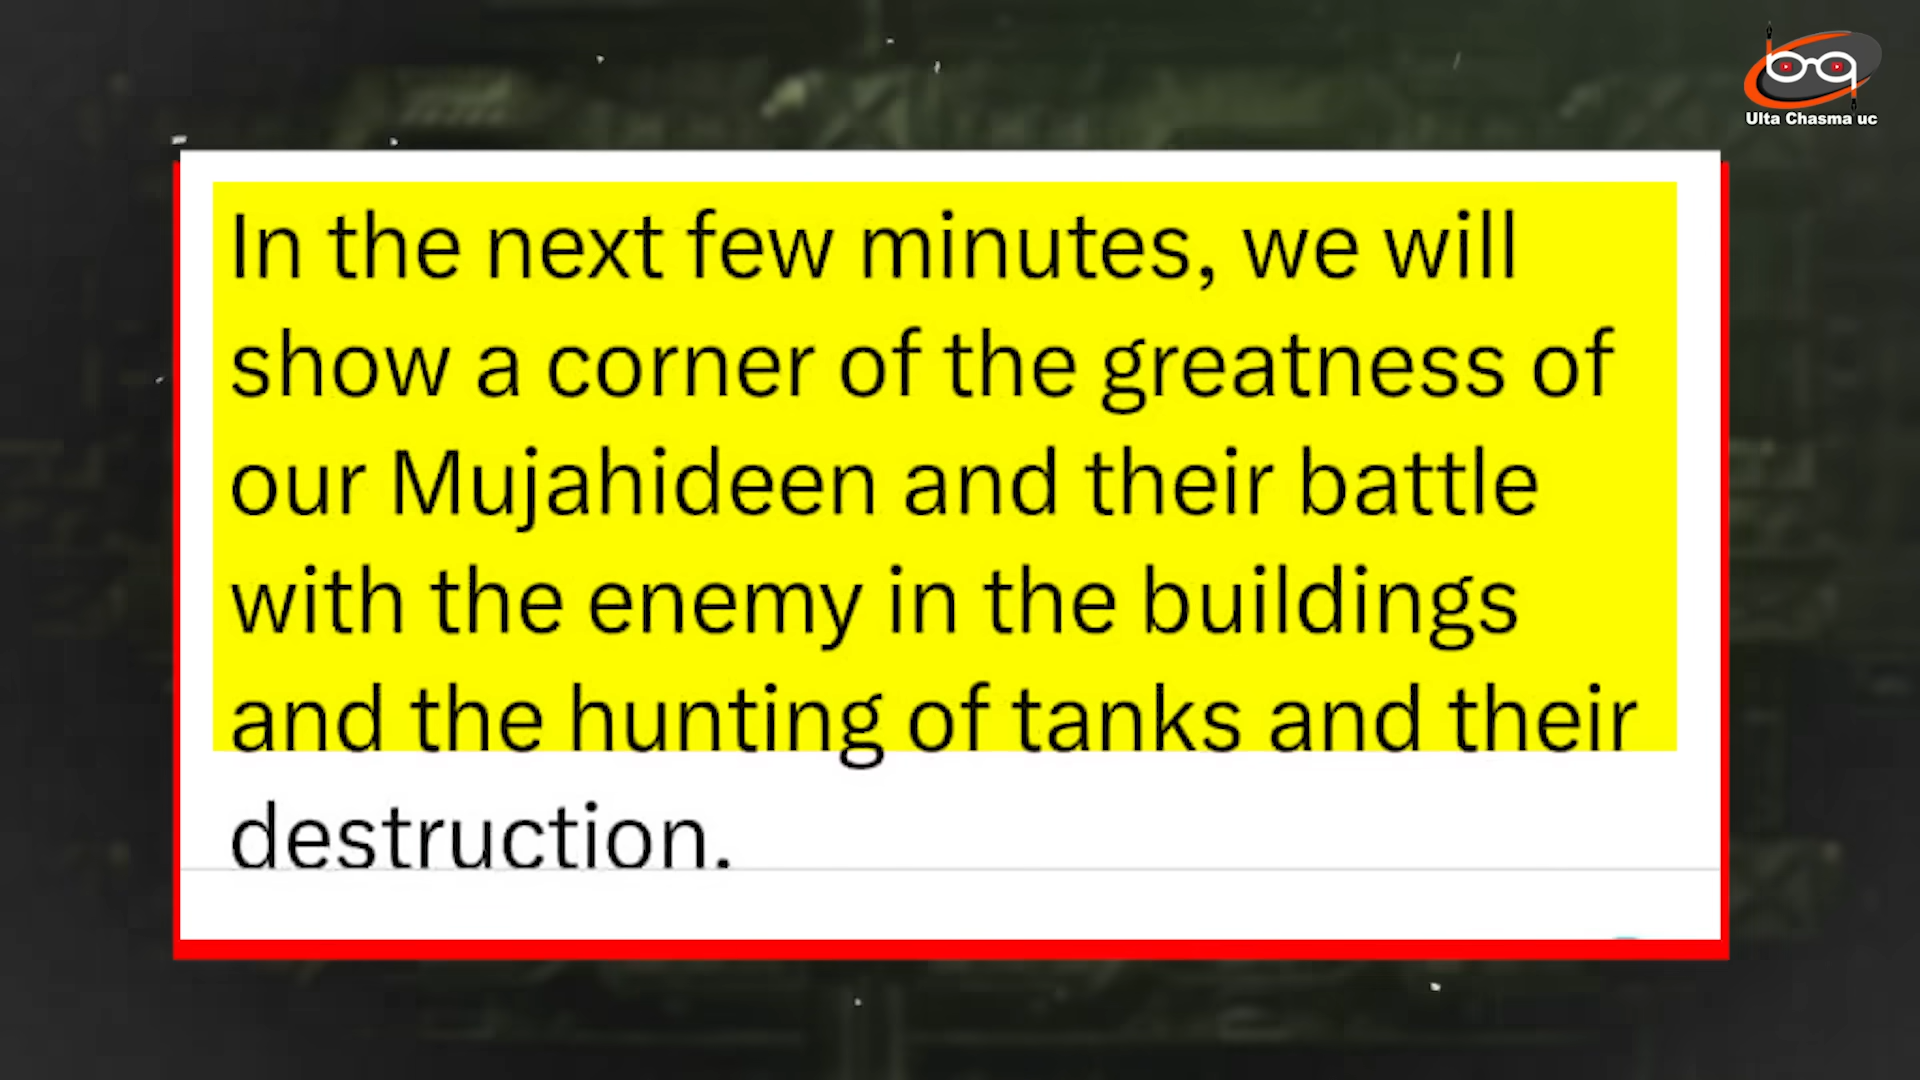 Ulta Chasma uc
In the next few minutes, we will
show a corner of the greatness of
our Mujahideen and their battle
with the enemy in the buildings
and the hunting of tanks and their
destruction.